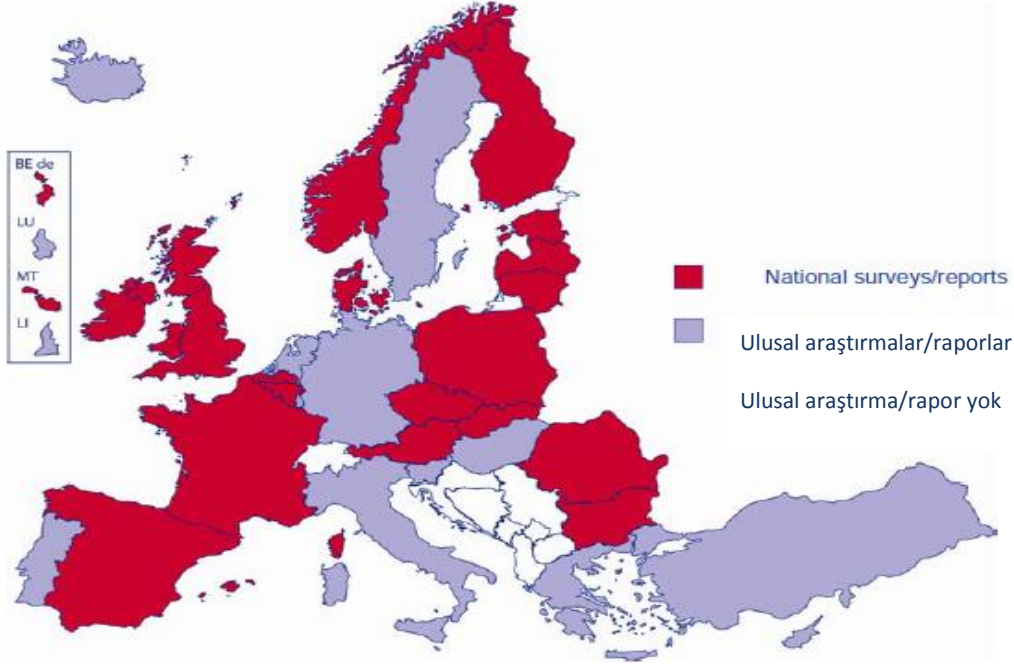 BE de
LU
MT
LI
National surveys/reports
Ulusal araştırmalar/raporlar
Ulusal araştırma/rapor yok